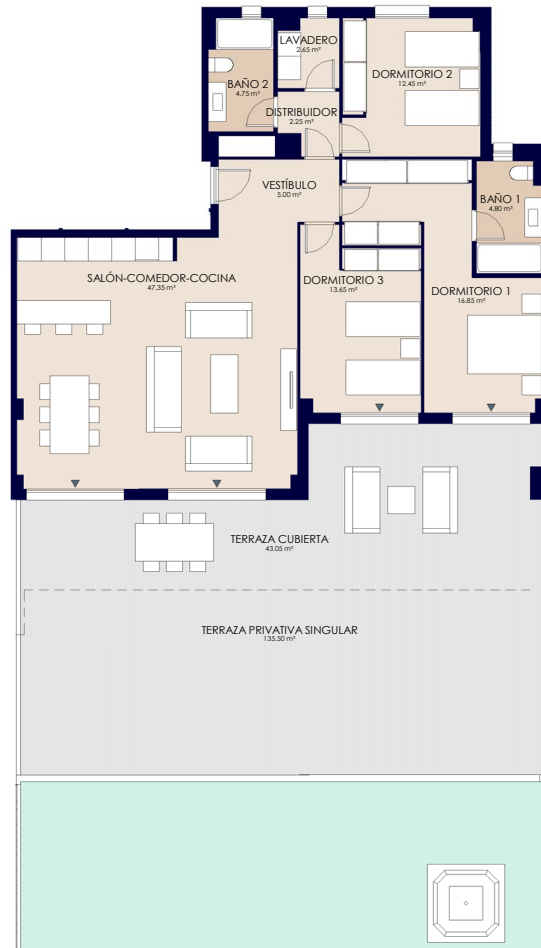 LAVADERO
2.65 m²
DORMITORIO 2
12.45 m²
BAÑO 2
4.75 m²
DISTRIBUIDOR
2.25 m²
VESTÍBULO
5.00 m²
BAÑO 1
4.80 m²
SALÓN-COMEDOR-COCINA
47.35 m²
DORMITORIO 3
13.65 m²
DORMITORIO 1
16.85 m²
TERRAZA CUBIERTA
43.05 m²
TERRAZA PRIVATIVA SINGULAR
135.50 m²